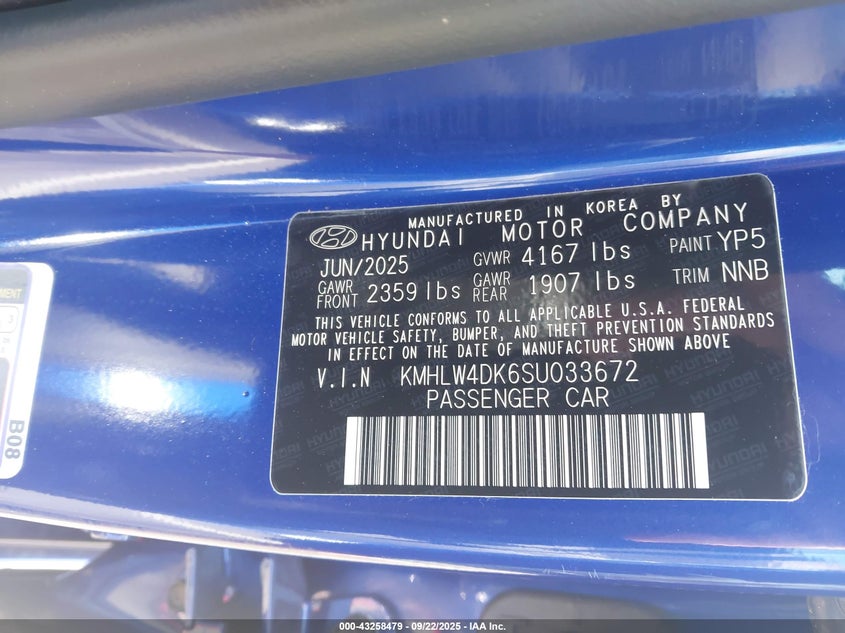 MANUFACTURED IN KOREA BY
HYUNDAI MOTOR COMPANY
JUN/2025 GVWR 4167 lbs PAINT YP5
GAWR FRONT 2359 lbs GAWR REAR 1907 lbs TRIM NNB
THIS VEHICLE CONFORMS TO ALL APPLICABLE U.S.A. FEDERAL
MOTOR VEHICLE SAFETY, BUMPER, AND THEFT PREVENTION STANDARDS
IN EFFECT ON THE DATE OF MANUFACTURE SHOWN ABOVE
V.I.N KMHLW4DK6SU033672
PASSENGER CAR
B08
000-43258479 - 09/22/2025 - IAA Inc.